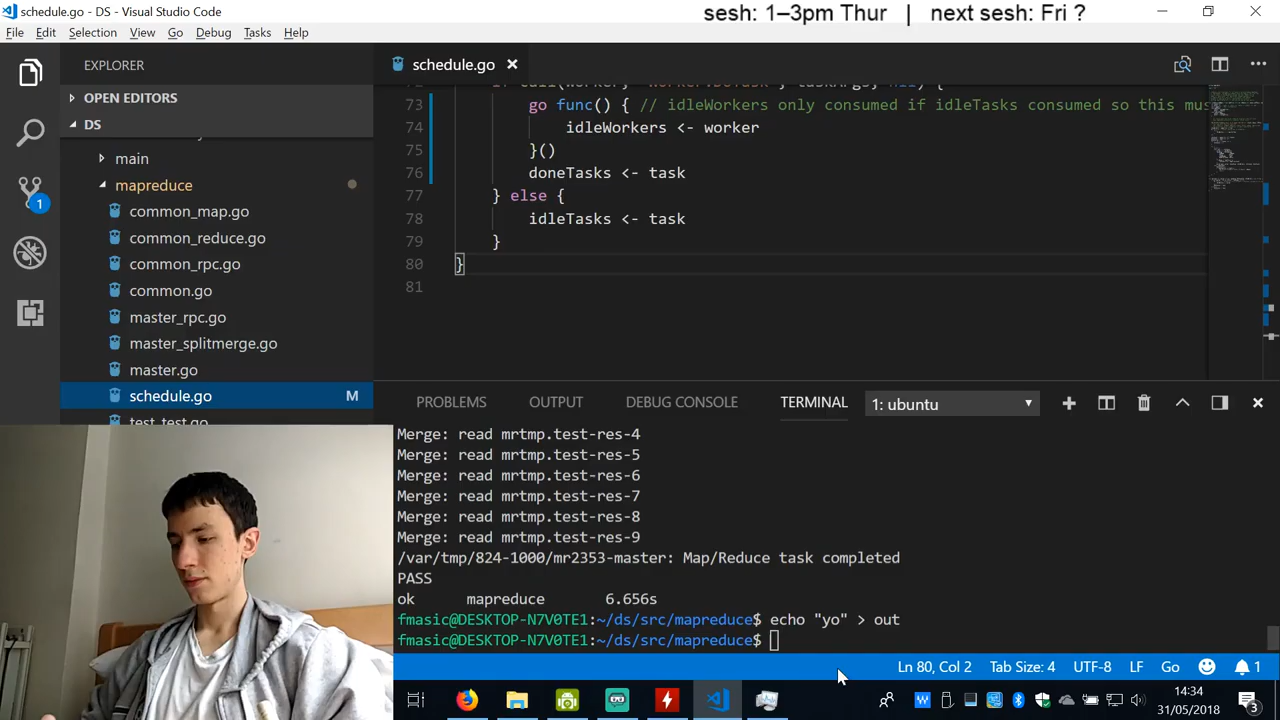 schedule.go - DS - Visual Studio Code
sesh: 1–3pm Thur | next sesh: Fri ?
File Edit Selection View Go Debug Tasks Help
EXPLORER
schedule.go
OPEN EDITORS
DS
main
mapreduce
common_map.go
common_reduce.go
common_rpc.go
common.go
master_rpc.go
master_splitmerge.go
master.go
schedule.go M
test_test.go
1
73 go func() { // idleWorkers only consumed if idleTasks consumed so this mu
74 idleWorkers <- worker
75 }()
76 doneTasks <- task
77 } else {
78 idleTasks <- task
79 }
80 }
81
PROBLEMS OUTPUT DEBUG CONSOLE TERMINAL 1: ubuntu
Merge: read mrtmp.test-res-4
Merge: read mrtmp.test-res-5
Merge: read mrtmp.test-res-6
Merge: read mrtmp.test-res-7
Merge: read mrtmp.test-res-8
Merge: read mrtmp.test-res-9
/var/tmp/824-1000/mr2353-master: Map/Reduce task completed
PASS
ok mapreduce 6.656s
fmasic@DESKTOP-N7V0TE1:~/ds/src/mapreduce$ echo "yo" > out
fmasic@DESKTOP-N7V0TE1:~/ds/src/mapreduce$
Ln 80, Col 2 Tab Size: 4 UTF-8 LF Go 1
14:34
31/05/2018
3